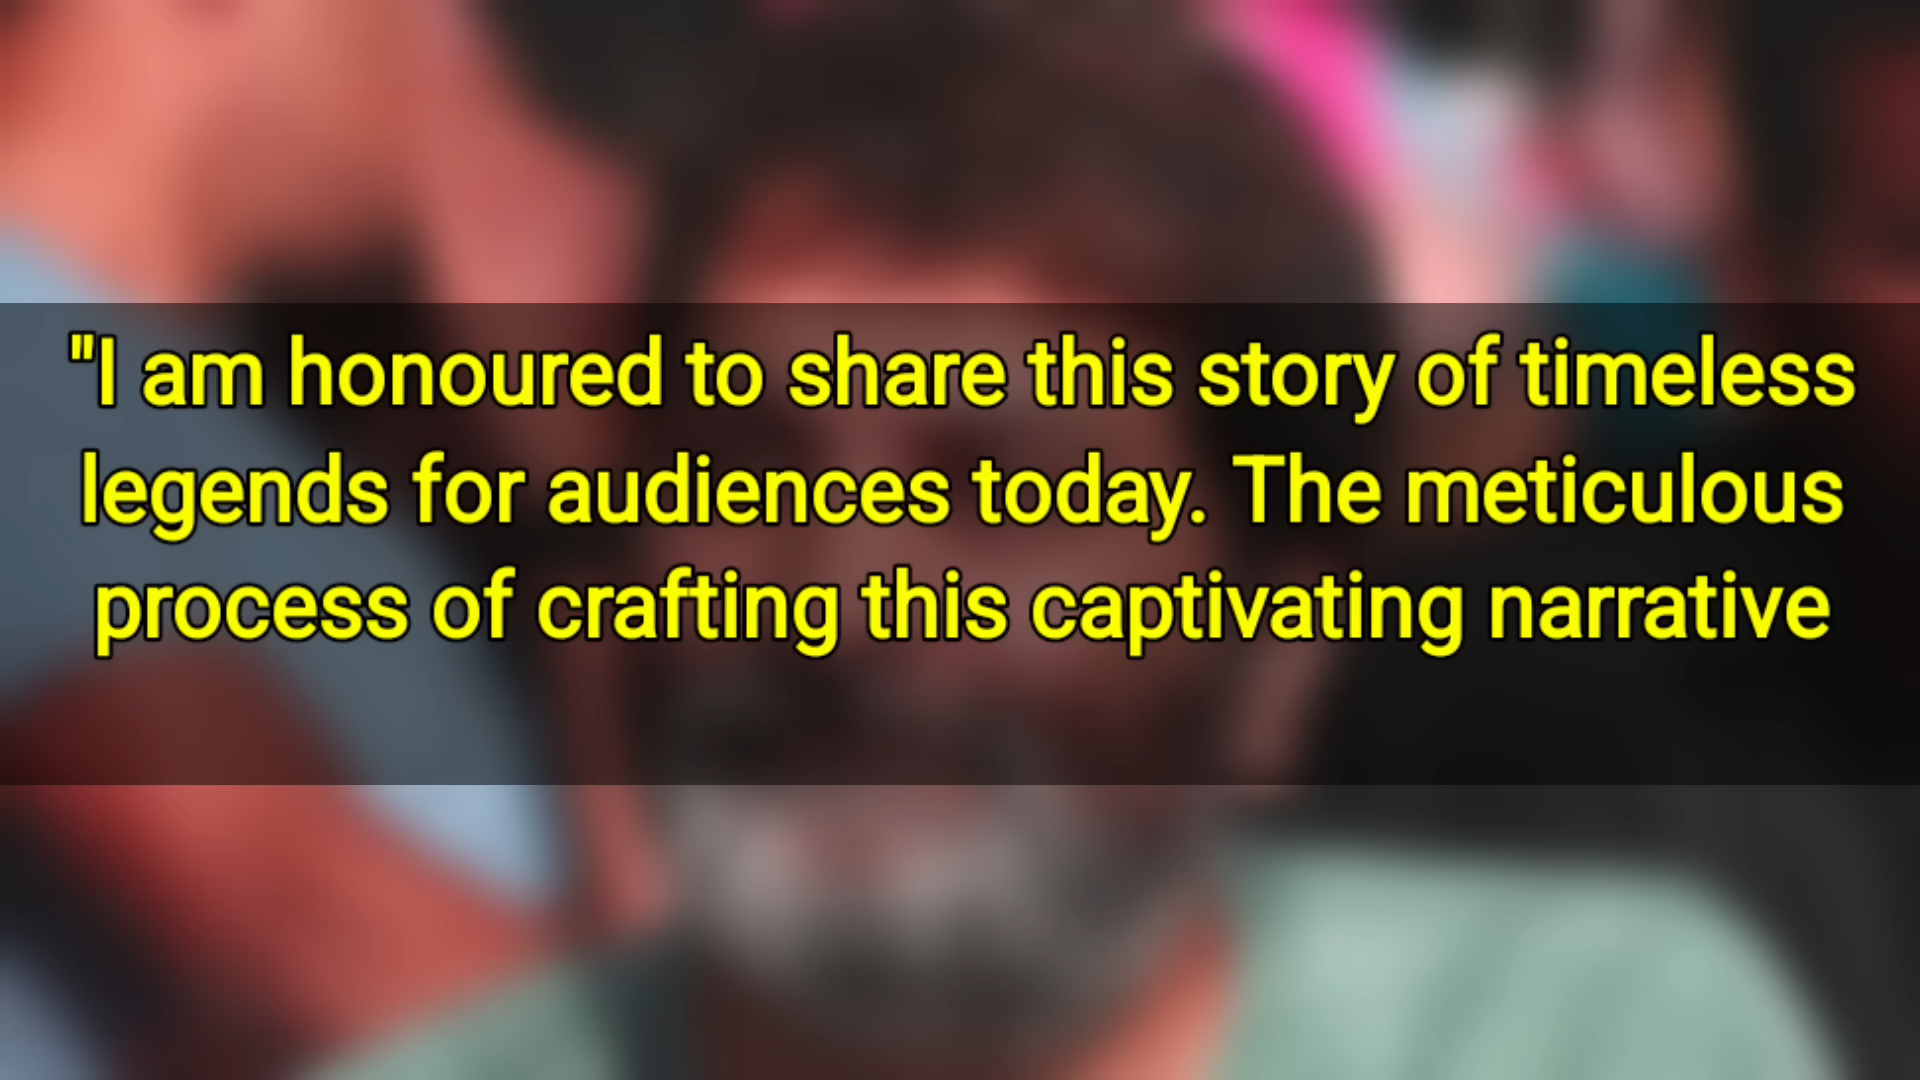 "I am honoured to share this story of timeless
legends for audiences today. The meticulous
process of crafting this captivating narrative